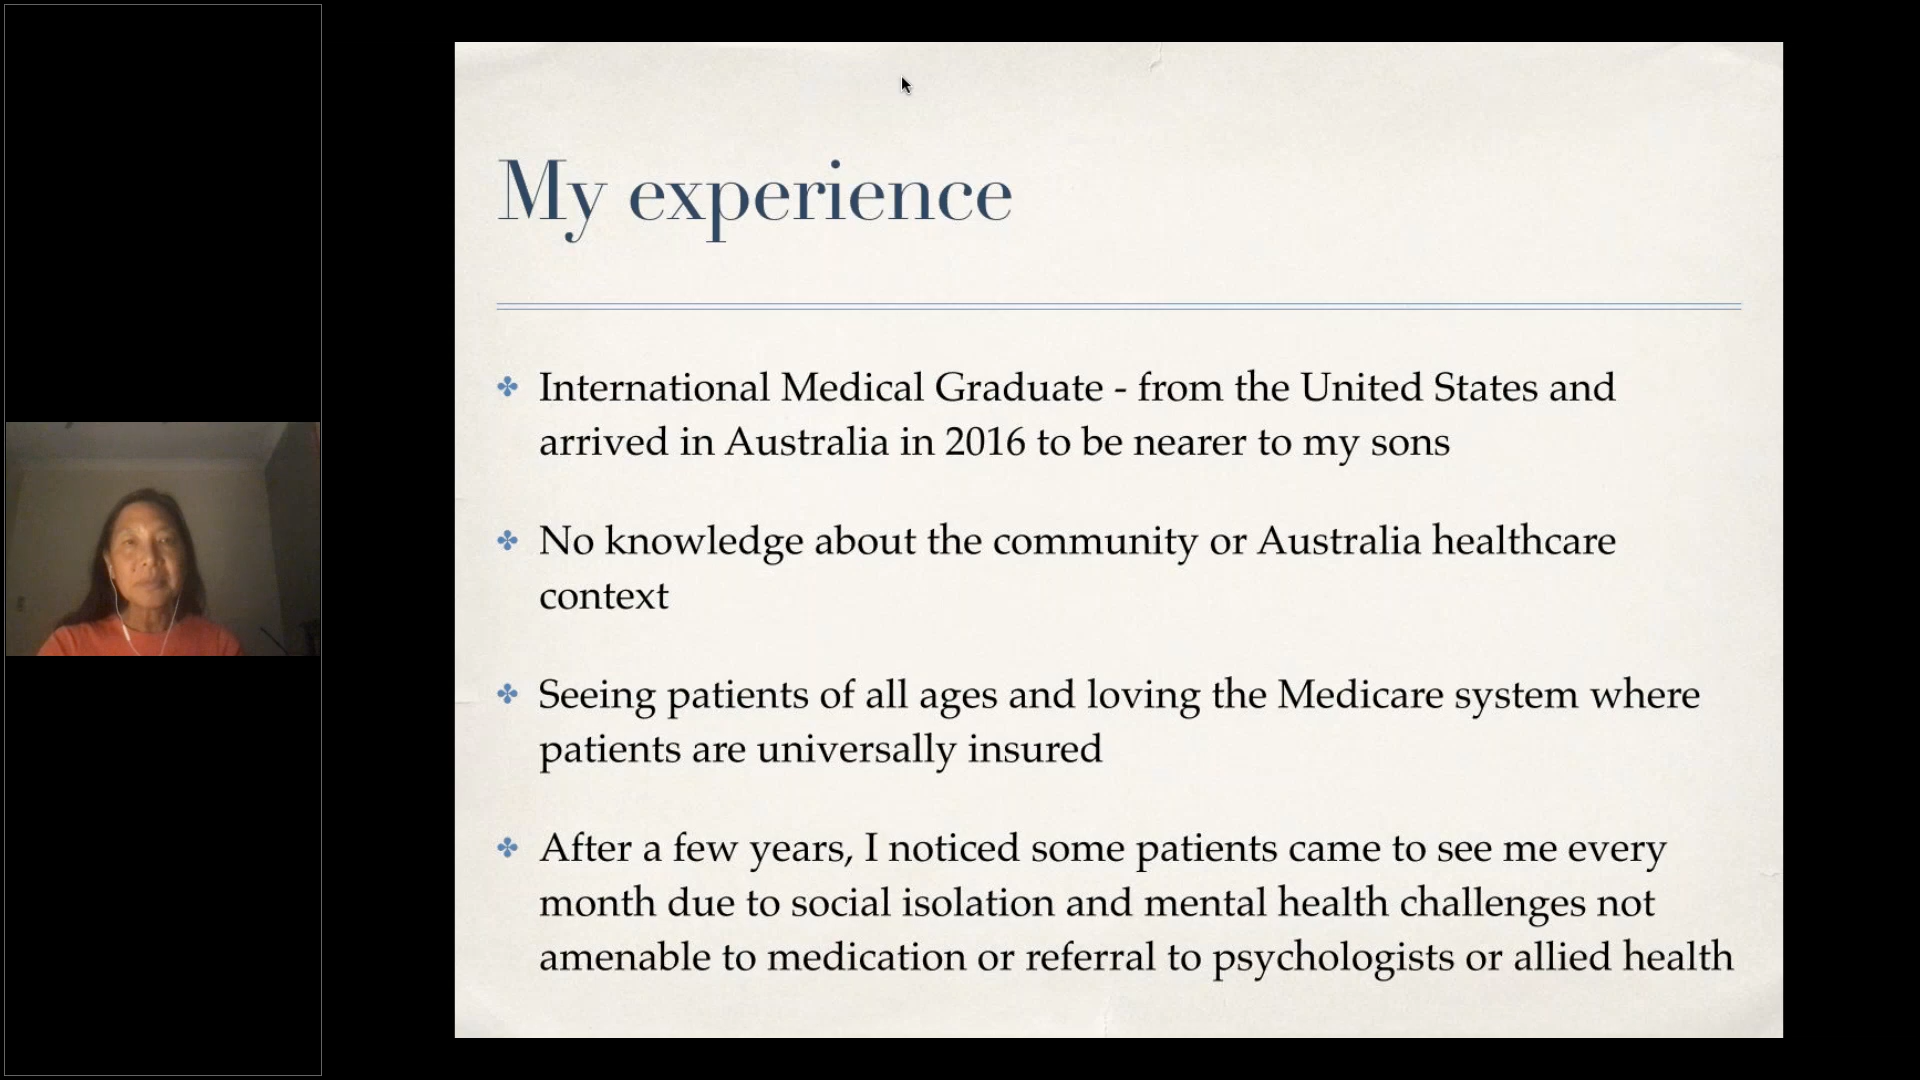 My experience
International Medical Graduate - from the United States and
arrived in Australia in 2016 to be nearer to my sons
No knowledge about the community or Australia healthcare
context
Seeing patients of all ages and loving the Medicare system where
patients are universally insured
After a few years, I noticed some patients came to see me every
month due to social isolation and mental health challenges not
amenable to medication or referral to psychologists or allied health